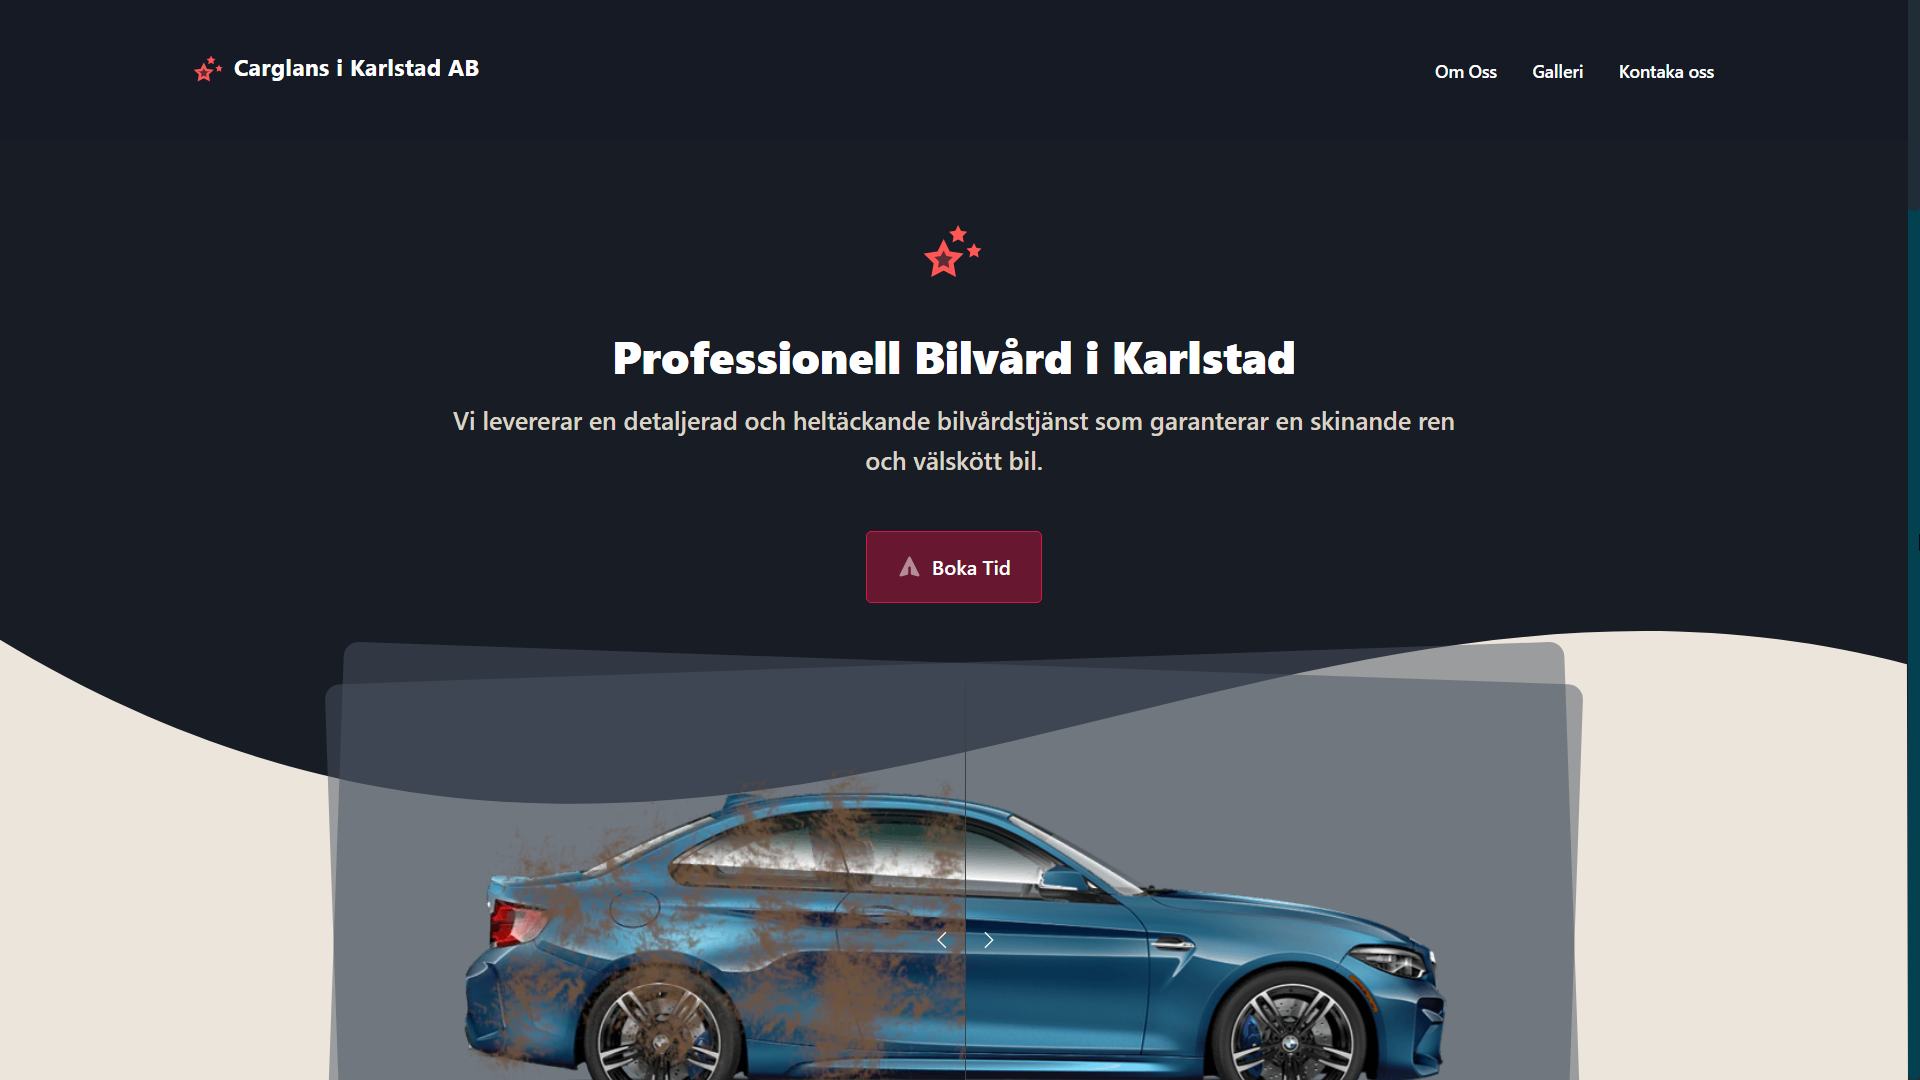 Carglans i Karlstad AB
Om Oss
Galleri
Kontaka oss
Professionell Bilvård i Karlstad
Vi levererar en detaljerad och heltäckande bilvårdstjänst som garanterar en skinande ren
och välskött bil.
Boka Tid